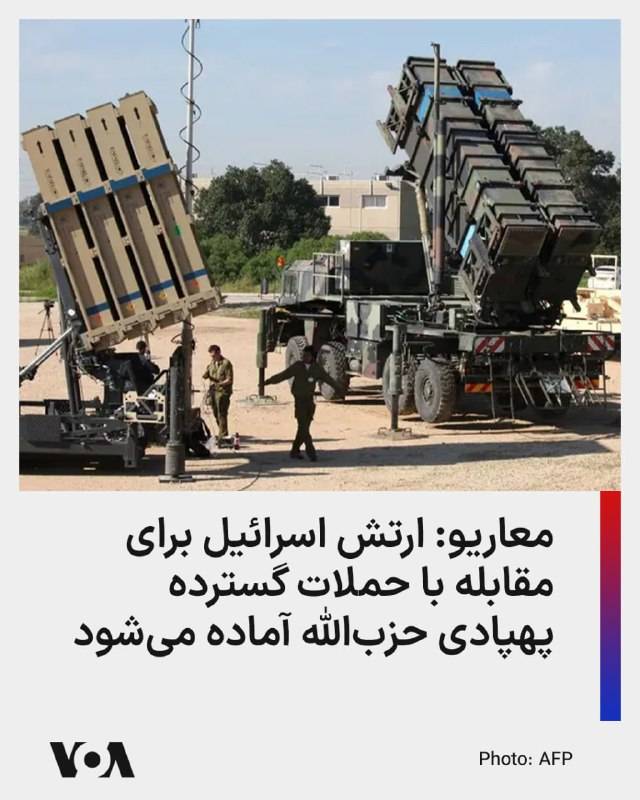 معاریو: ارتش اسرائیل برای
مقابله با حملات گسترده
پهپادی حزب‌الله آماده می‌شود
VOA
Photo: AFP